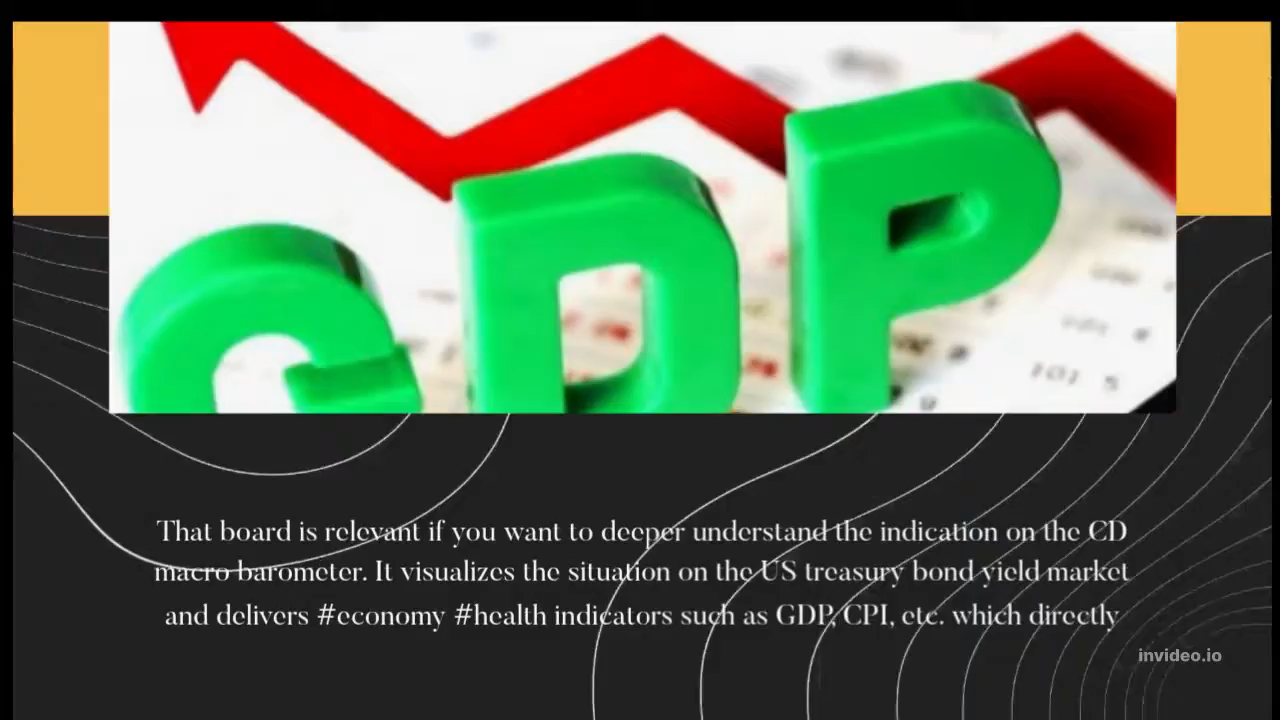 GDP
101 5
That board is relevant if you want to deeper understand the indication on the CD
macro barometer. It visualizes the situation on the US treasury bond yield market
and delivers #economy #health indicators such as GDP, CPI, etc. which directly
invideo.io